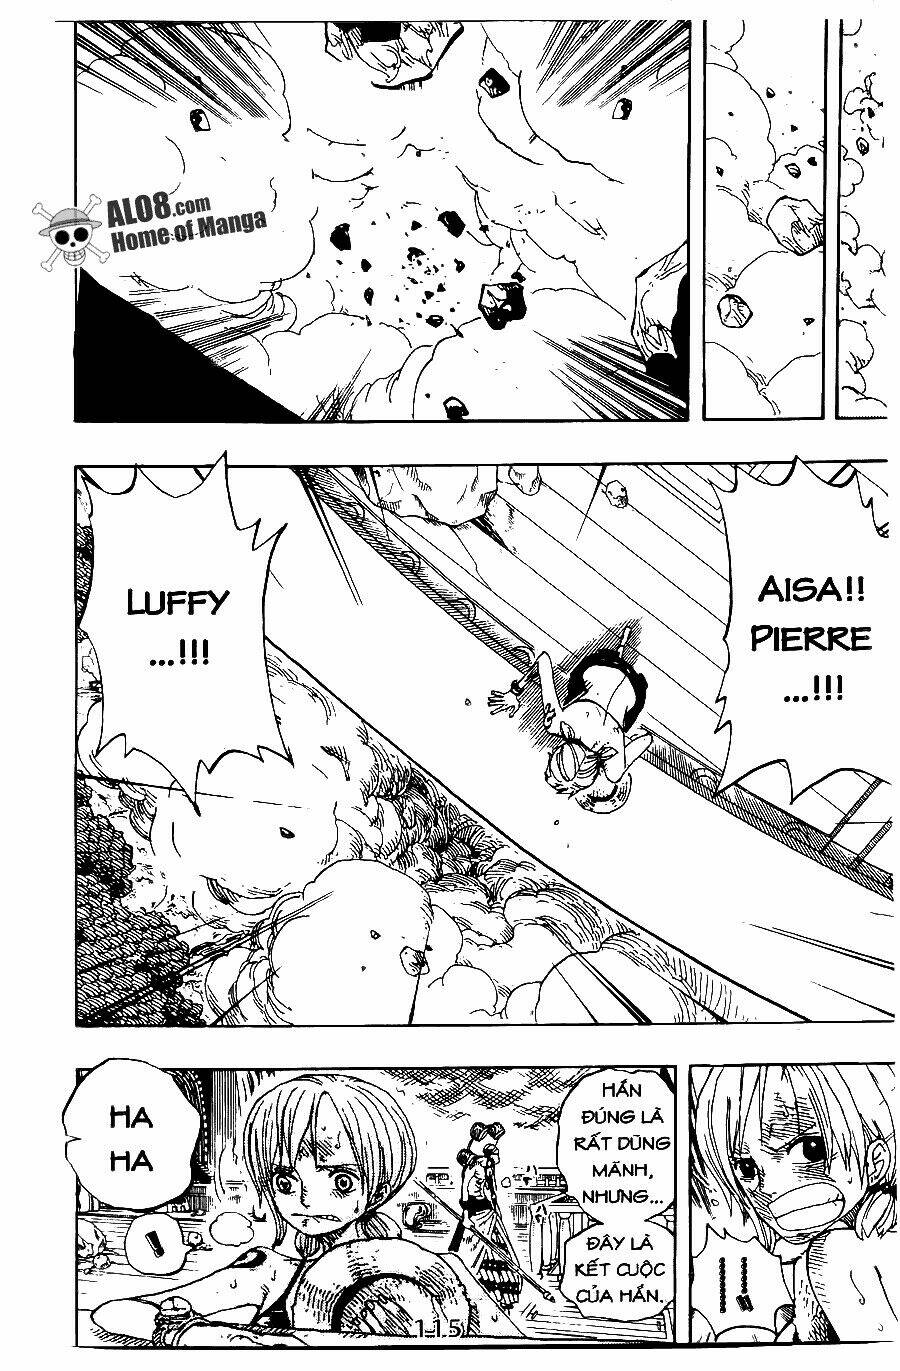 ALO8.com
Home of Manga
AISA!!
PIERRE
...!!!
LUFFY
...!!!
!!
...
HẮN
ĐÚNG LÀ
RẤT DŨNG
MÃNH,
NHƯNG...
ĐÂY LÀ
KẾT CUỘC
CỦA HẮN.
HA
HA
!
115